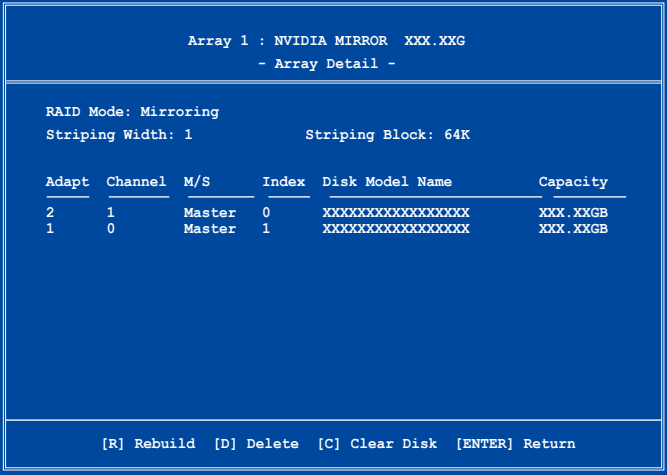 Array 1 : NVIDIA MIRROR  XXX.XXG
- Array Detail -
RAID Mode: Mirroring
Striping Width: 1    Striping Block: 64K
Adapt  Channel  M/S  Index  Disk Model Name  Capacity
2  1  Master  0  XXXXXXXXXXXXXXXXX  XXX.XXGB
1  0  Master  1  XXXXXXXXXXXXXXXXX  XXX.XXGB
[R] Rebuild  [D] Delete  [C] Clear Disk  [ENTER] Return